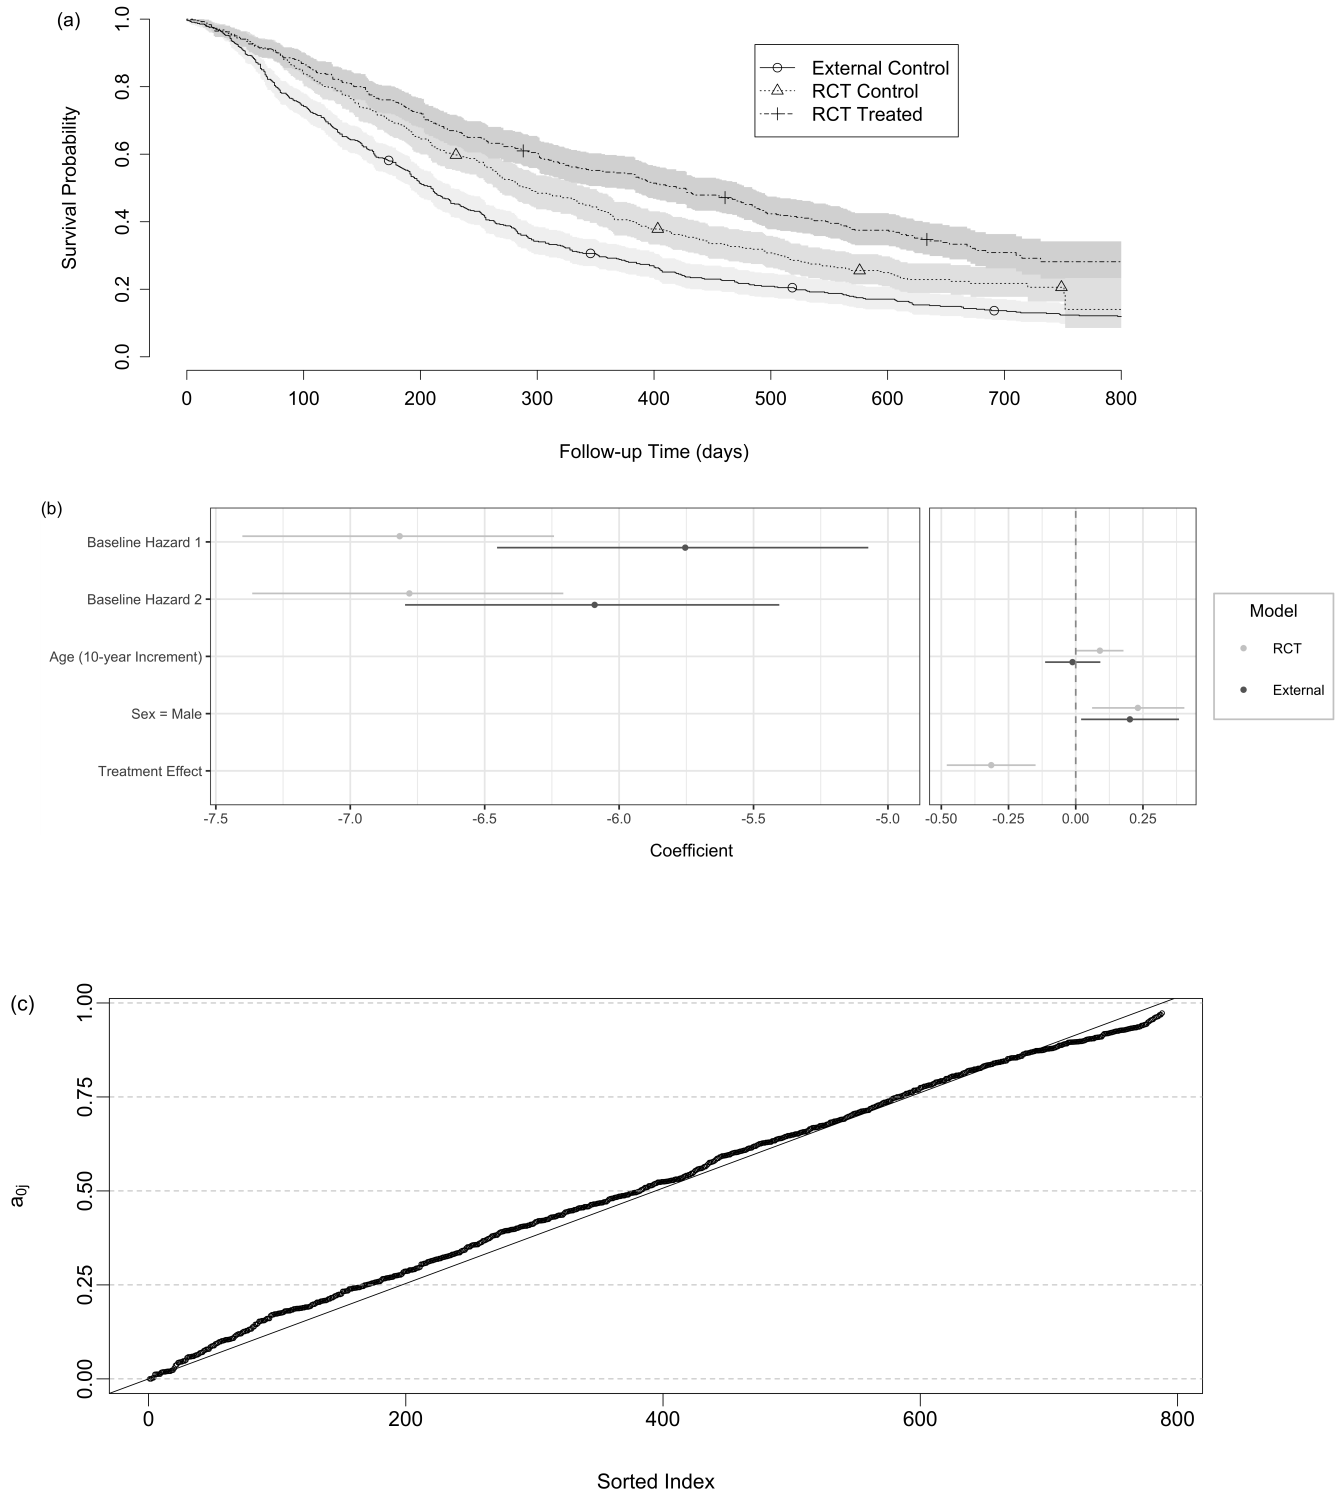 (a)
Survival Probability
1.0
0.8
0.6
0.4
0.2
0.0
External Control
RCT Control
RCT Treated
0 100 200 300 400 500 600 700 800
Follow-up Time (days)
(b)
Baseline Hazard 1
Baseline Hazard 2
Age (10-year Increment)
Sex = Male
Treatment Effect
-7.5 -7.0 -6.5 -6.0 -5.5 -5.0 -0.50 -0.25 0.00 0.25
Coefficient
Model
RCT
External
(c)
a0j
1.00
0.75
0.50
0.25
0.00
0 200 400 600 800
Sorted Index